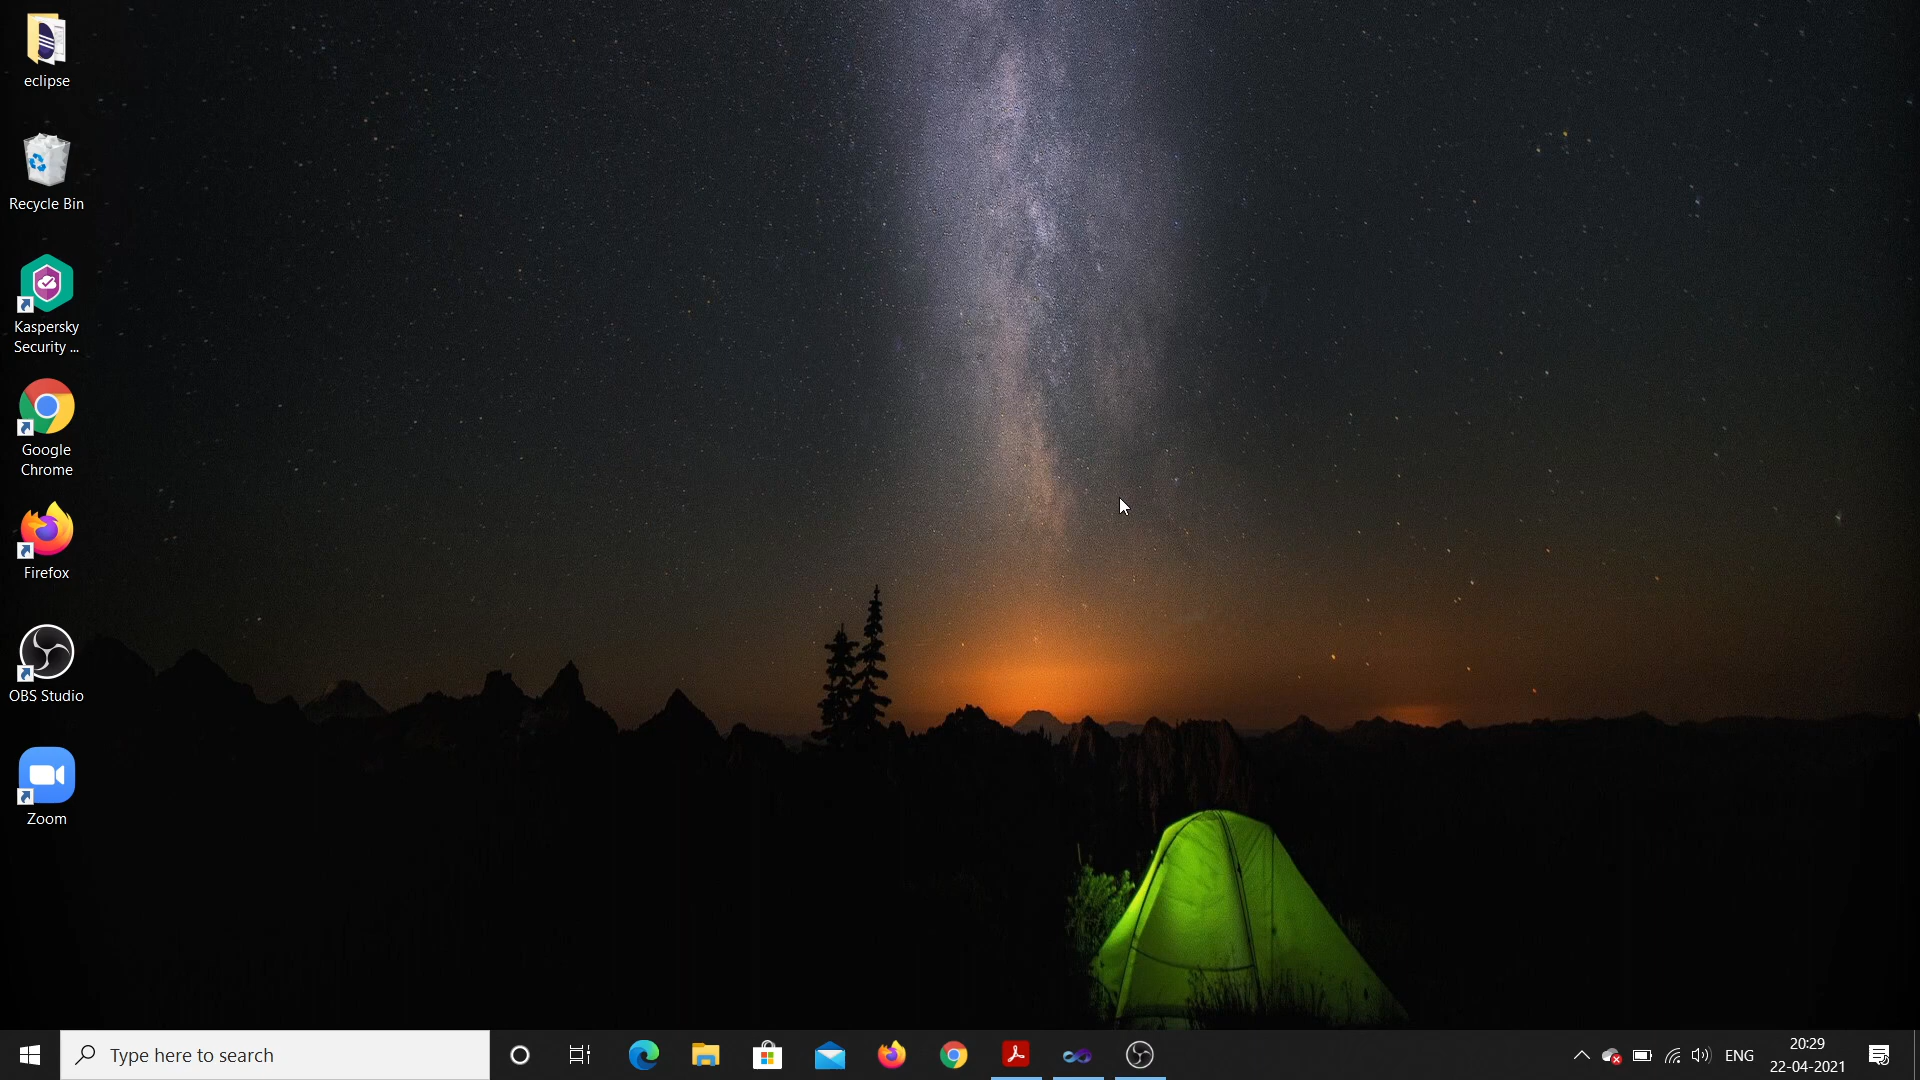 eclipse
Recycle Bin
Kaspersky
Security ...
Google
Chrome
Firefox
OBS Studio
Zoom
Type here to search
ENG
20:29
22-04-2021